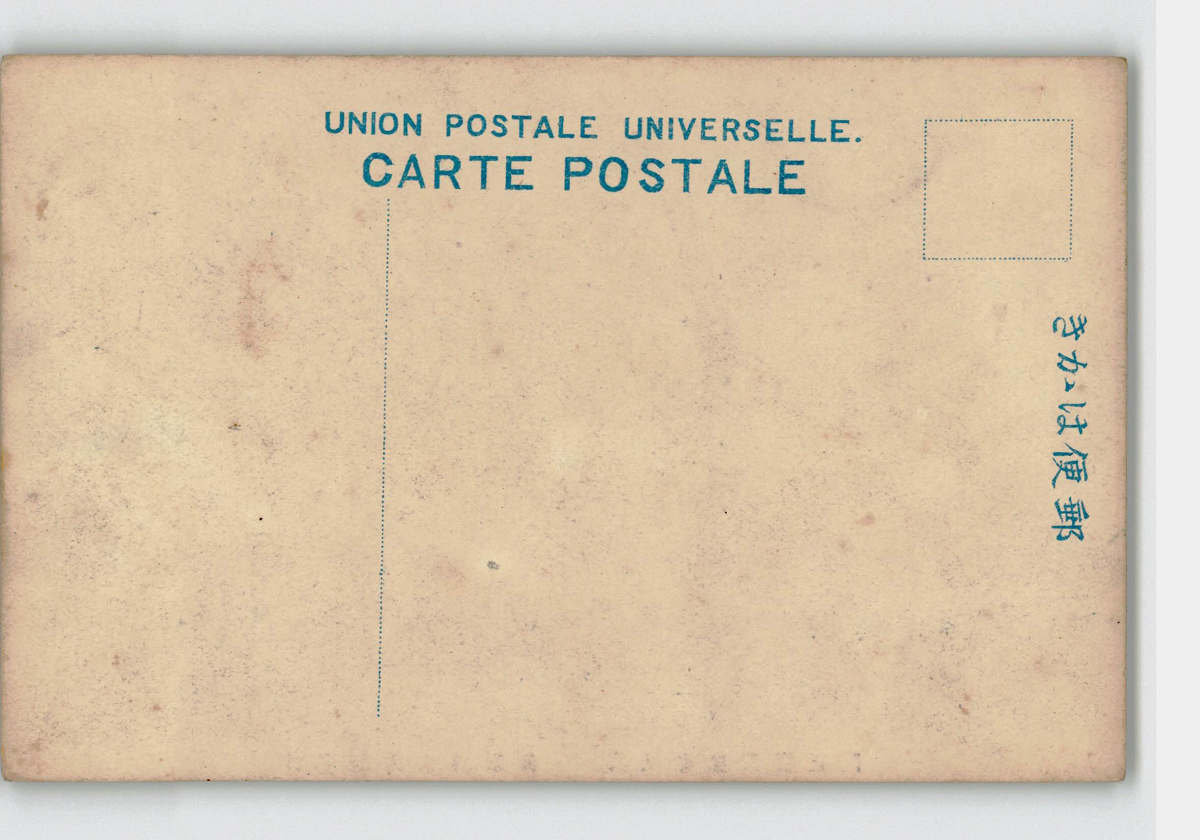 UNION POSTALE UNIVERSELLE.
CARTE POSTALE
郵便はかき